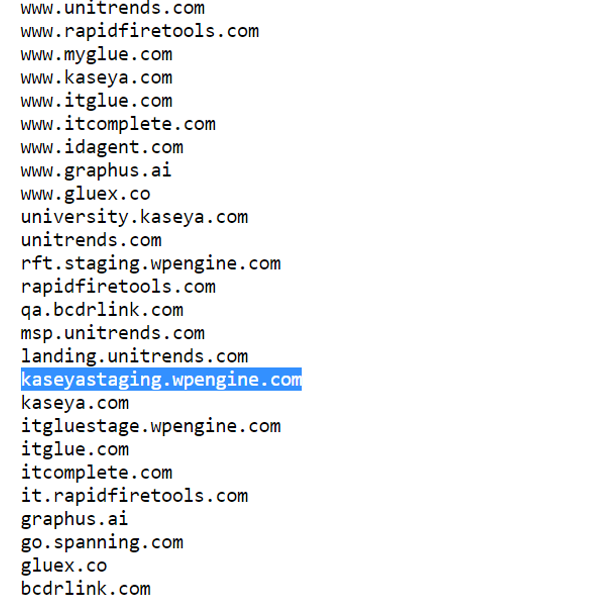 www.unitrends.com
www.rapidfiretools.com
www.myglue.com
www.kaseya.com
www.itglue.com
www.itcomplete.com
www.idagent.com
www.graphus.ai
www.gluex.co
university.kaseya.com
unitrends.com
rft.staging.wpengine.com
rapidfiretools.com
qa.bcdrlink.com
msp.unitrends.com
landing.unitrends.com
kaseyastaging.wpengine.com
kaseya.com
itgluestage.wpengine.com
itglue.com
itcomplete.com
it.rapidfiretools.com
graphus.ai
go.spanning.com
gluex.co
bcdrlink.com